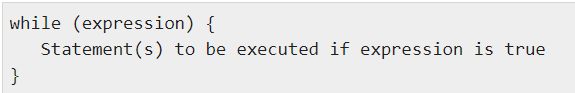 while (expression) {
   Statement(s) to be executed if expression is true
}